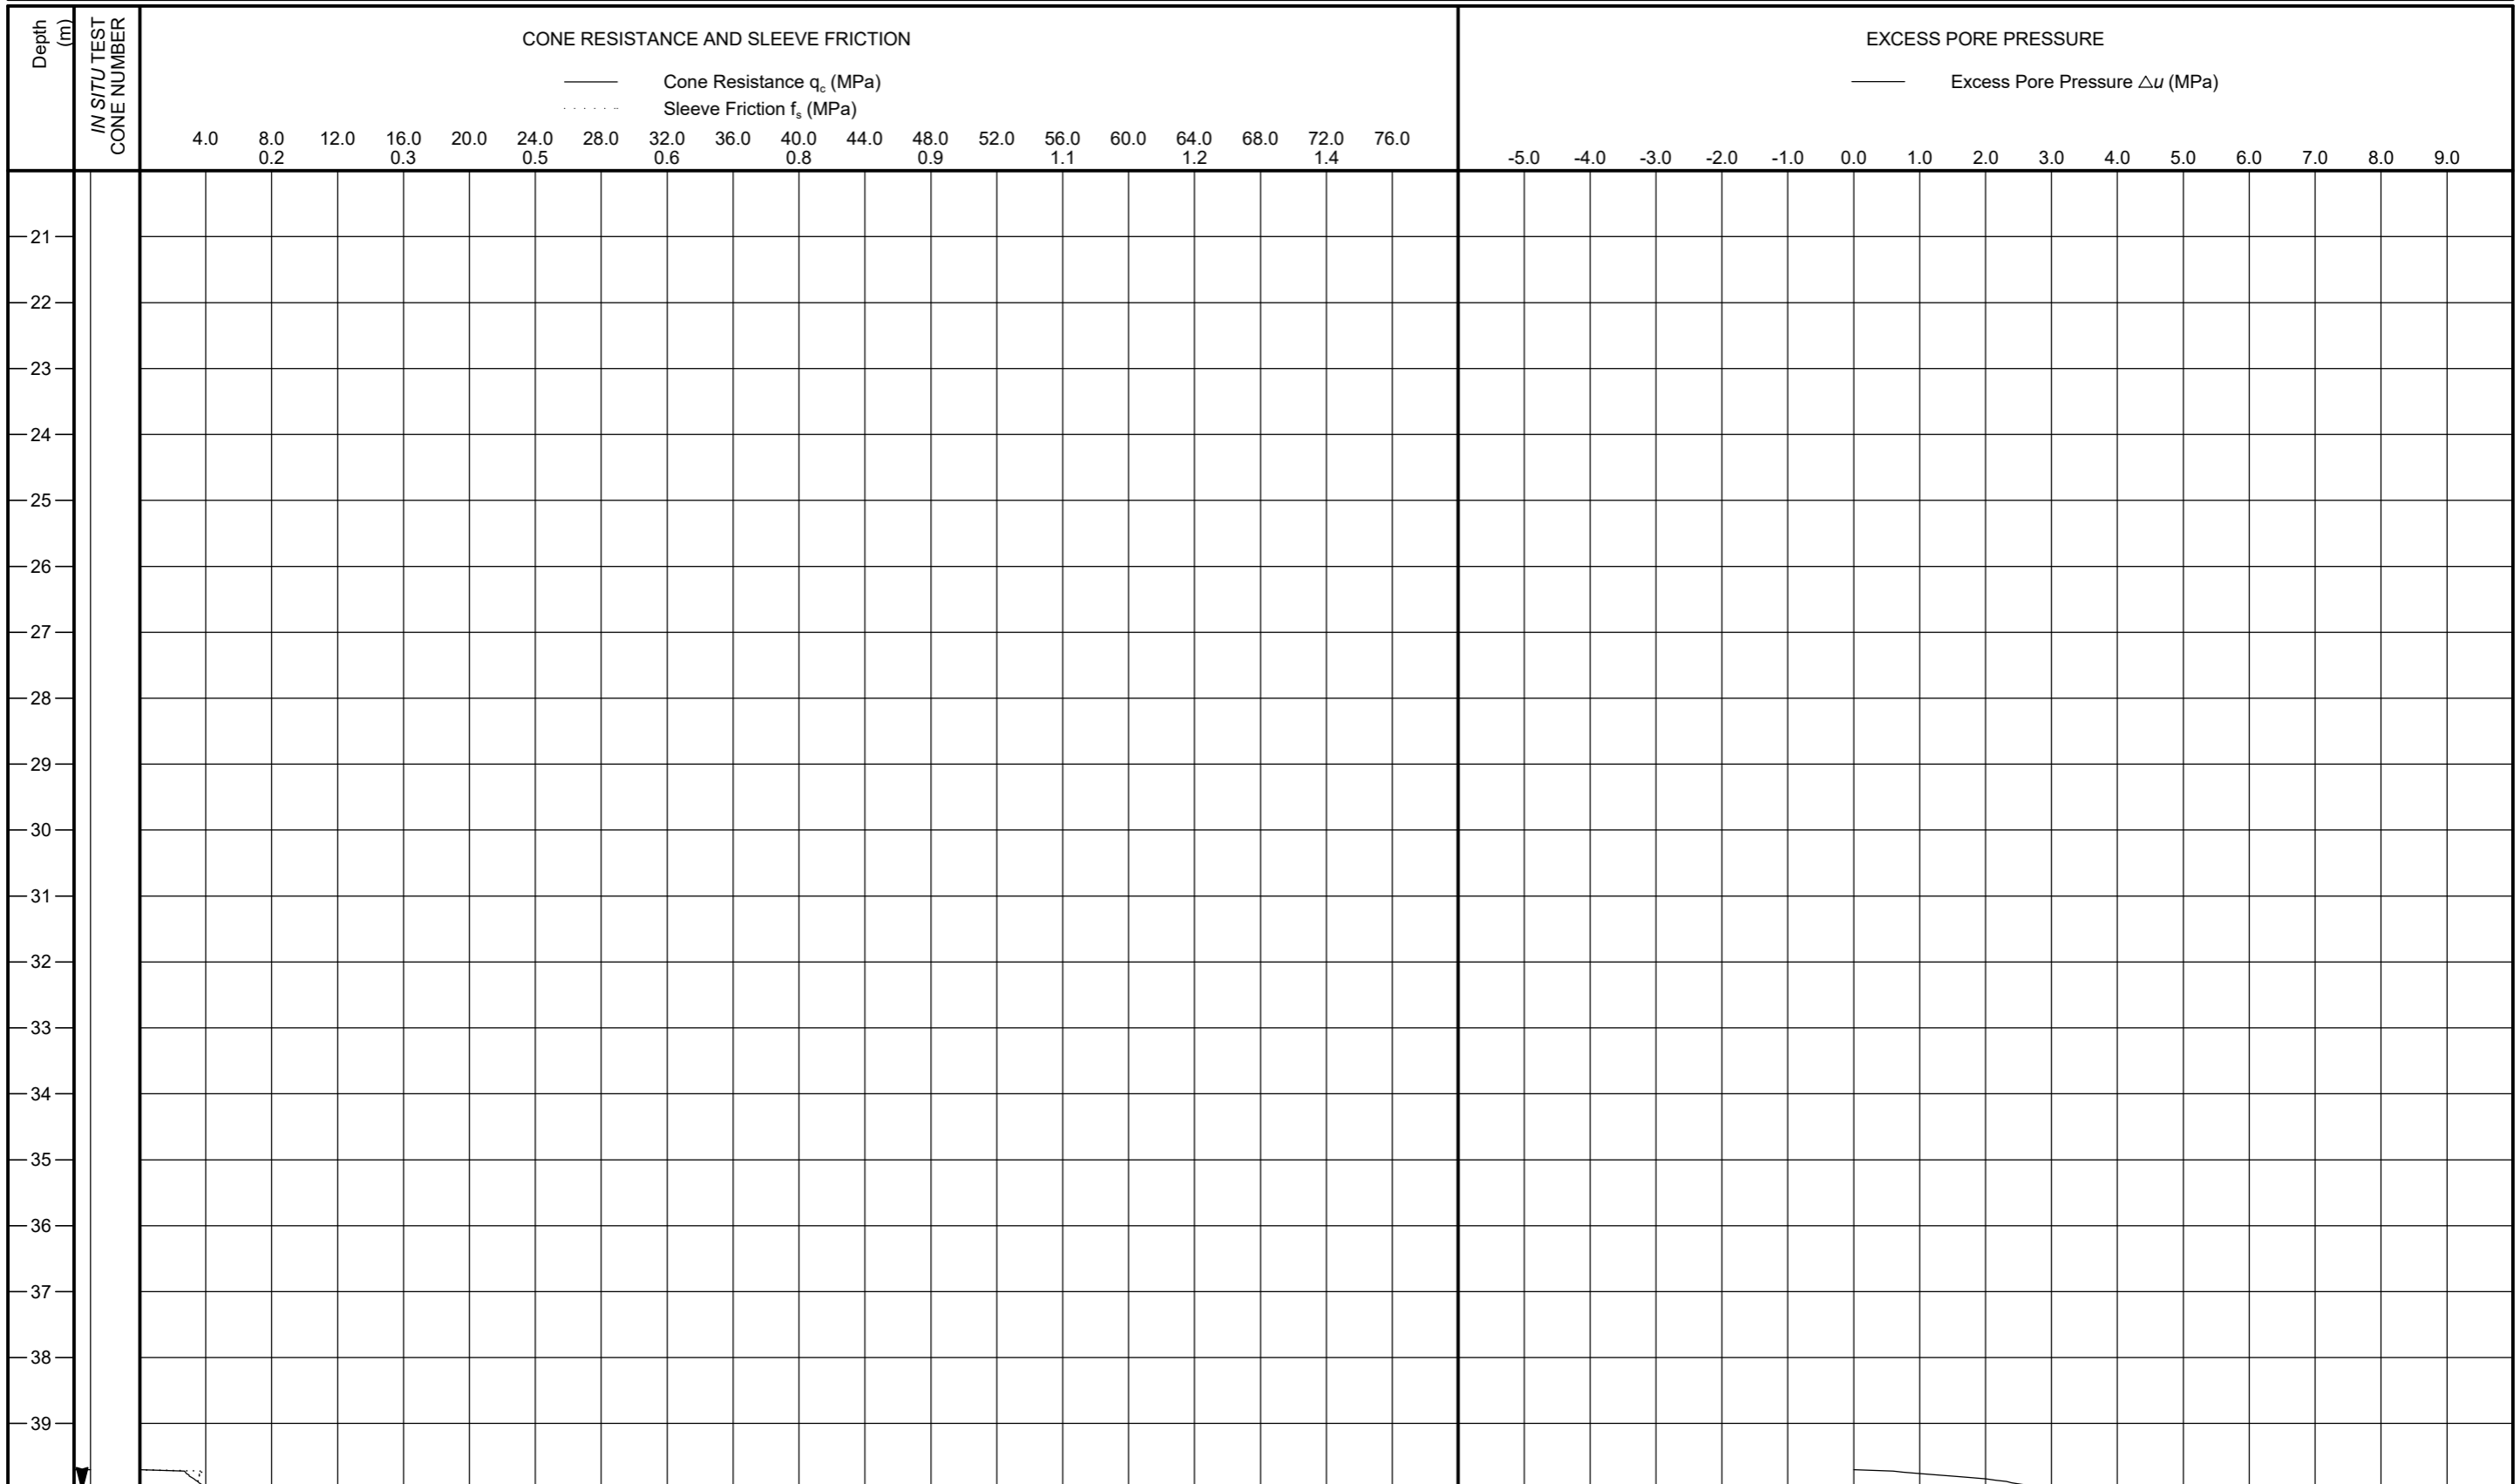 Depth
(m)
IN SITU TEST
CONE NUMBER
CONE RESISTANCE AND SLEEVE FRICTION
Cone Resistance qc (MPa)
Sleeve Friction fs (MPa)
4.0 8.0 12.0 16.0 20.0 24.0 28.0 32.0 36.0 40.0 44.0 48.0 52.0 56.0 60.0 64.0 68.0 72.0 76.0
0.2 0.3 0.5 0.6 0.8 0.9 1.1 1.2 1.4
EXCESS PORE PRESSURE
Excess Pore Pressure △u (MPa)
-5.0 -4.0 -3.0 -2.0 -1.0 0.0 1.0 2.0 3.0 4.0 5.0 6.0 7.0 8.0 9.0
21
22
23
24
25
26
27
28
29
30
31
32
33
34
35
36
37
38
39